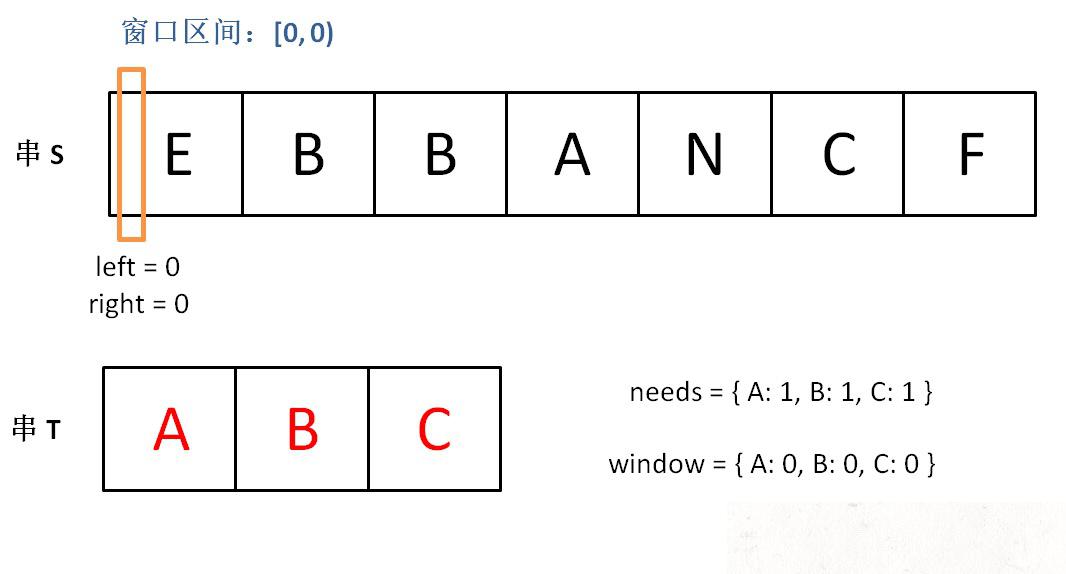 窗口区间：[0, 0)
串 S E B B A N C F
left = 0
right = 0
串 T A B C
needs = { A: 1, B: 1, C: 1 }
window = { A: 0, B: 0, C: 0 }